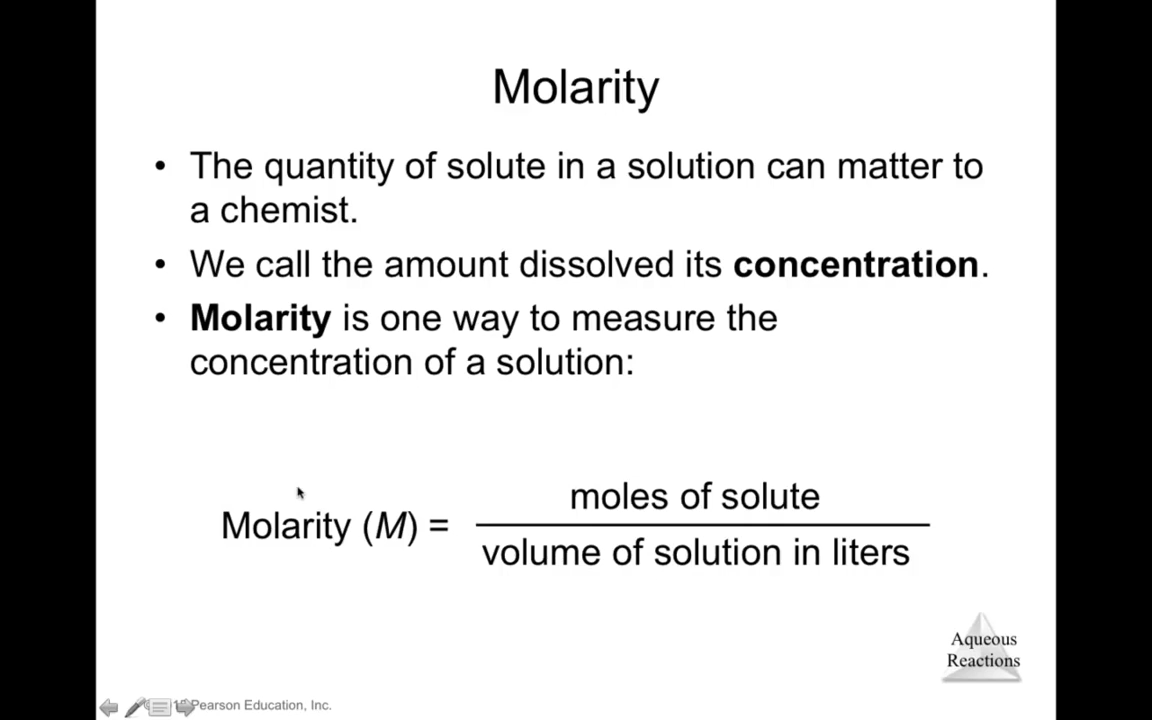 Molarity
• The quantity of solute in a solution can matter to
a chemist.
• We call the amount dissolved its concentration.
• Molarity is one way to measure the
concentration of a solution:
Molarity (M) =
moles of solute
volume of solution in liters
Aqueous
Reactions
Pearson Education, Inc.